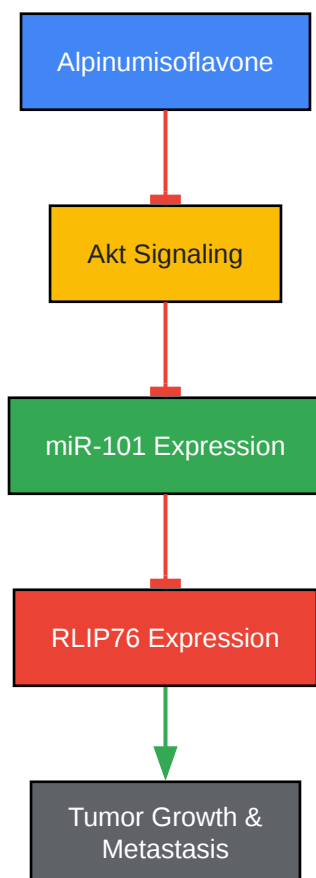 Alpinumisoflavone
Akt Signaling
miR-101 Expression
RLIP76 Expression
Tumor Growth &
Metastasis